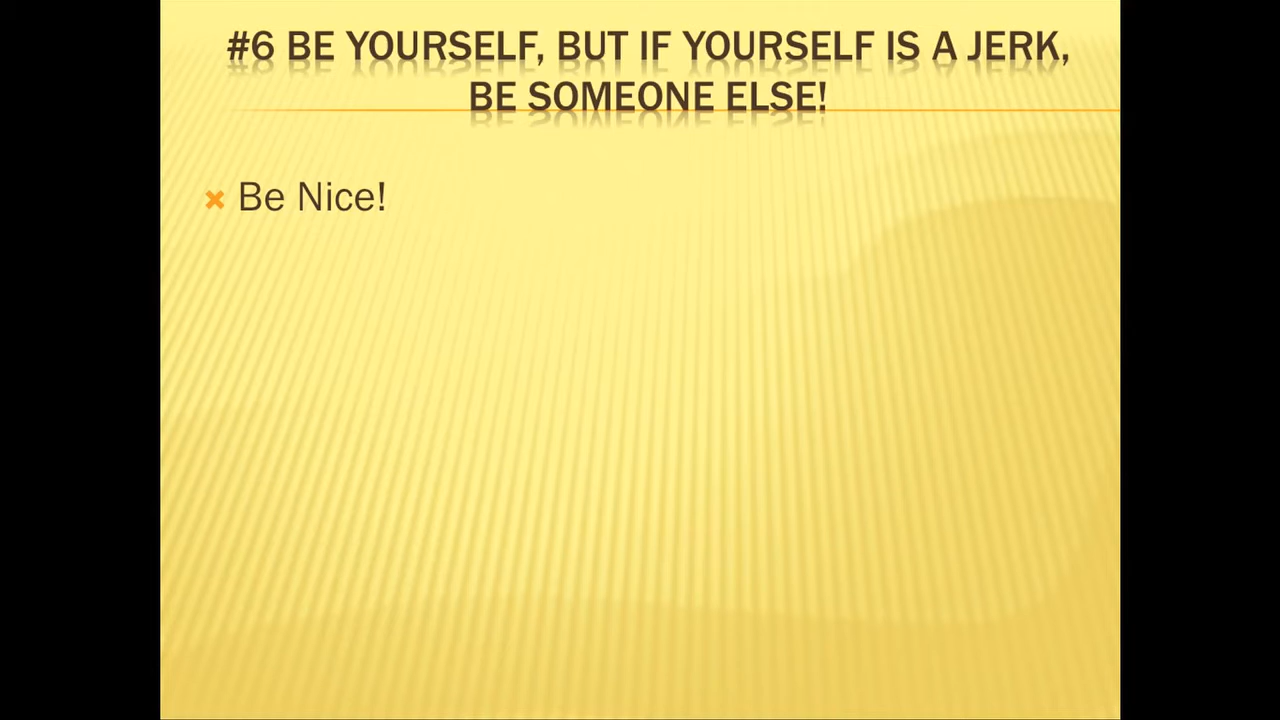 #6 BE YOURSELF, BUT IF YOURSELF IS A JERK,
BE SOMEONE ELSE!
Be Nice!